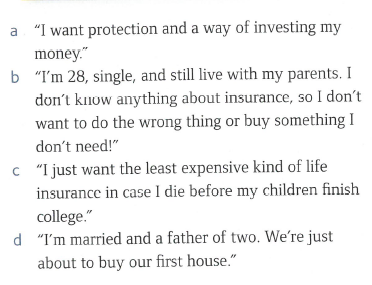 a "I want protection and a way of investing my
money."
b "I'm 28, single, and still live with my parents. I
don't know anything about insurance, so I don't
want to do the wrong thing or buy something I
don't need!"
c "I just want the least expensive kind of life
insurance in case I die before my children finish
college."
d "I'm married and a father of two. We're just
about to buy our first house."